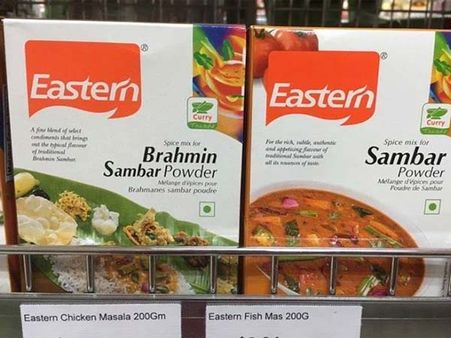 Eastern®
Curry
A fine blend of select
condiments that brings
out the typical flavour
of traditional
Brahmin Sambar.
Spice mix for
Brahmin
Sambar Powder
Mélange d'épices pour
Brahmanes sambar poudre
Eastern®
Curry
For the rich, subtle, authentic
and appetising flavour of
traditional Sambar with
all its nuances of taste.
Spice mix for
Sambar
Powder
Mélange d'épices pour
Poudre de Sambar
Eastern Chicken Masala 200Gm
Eastern Fish Mas 200G